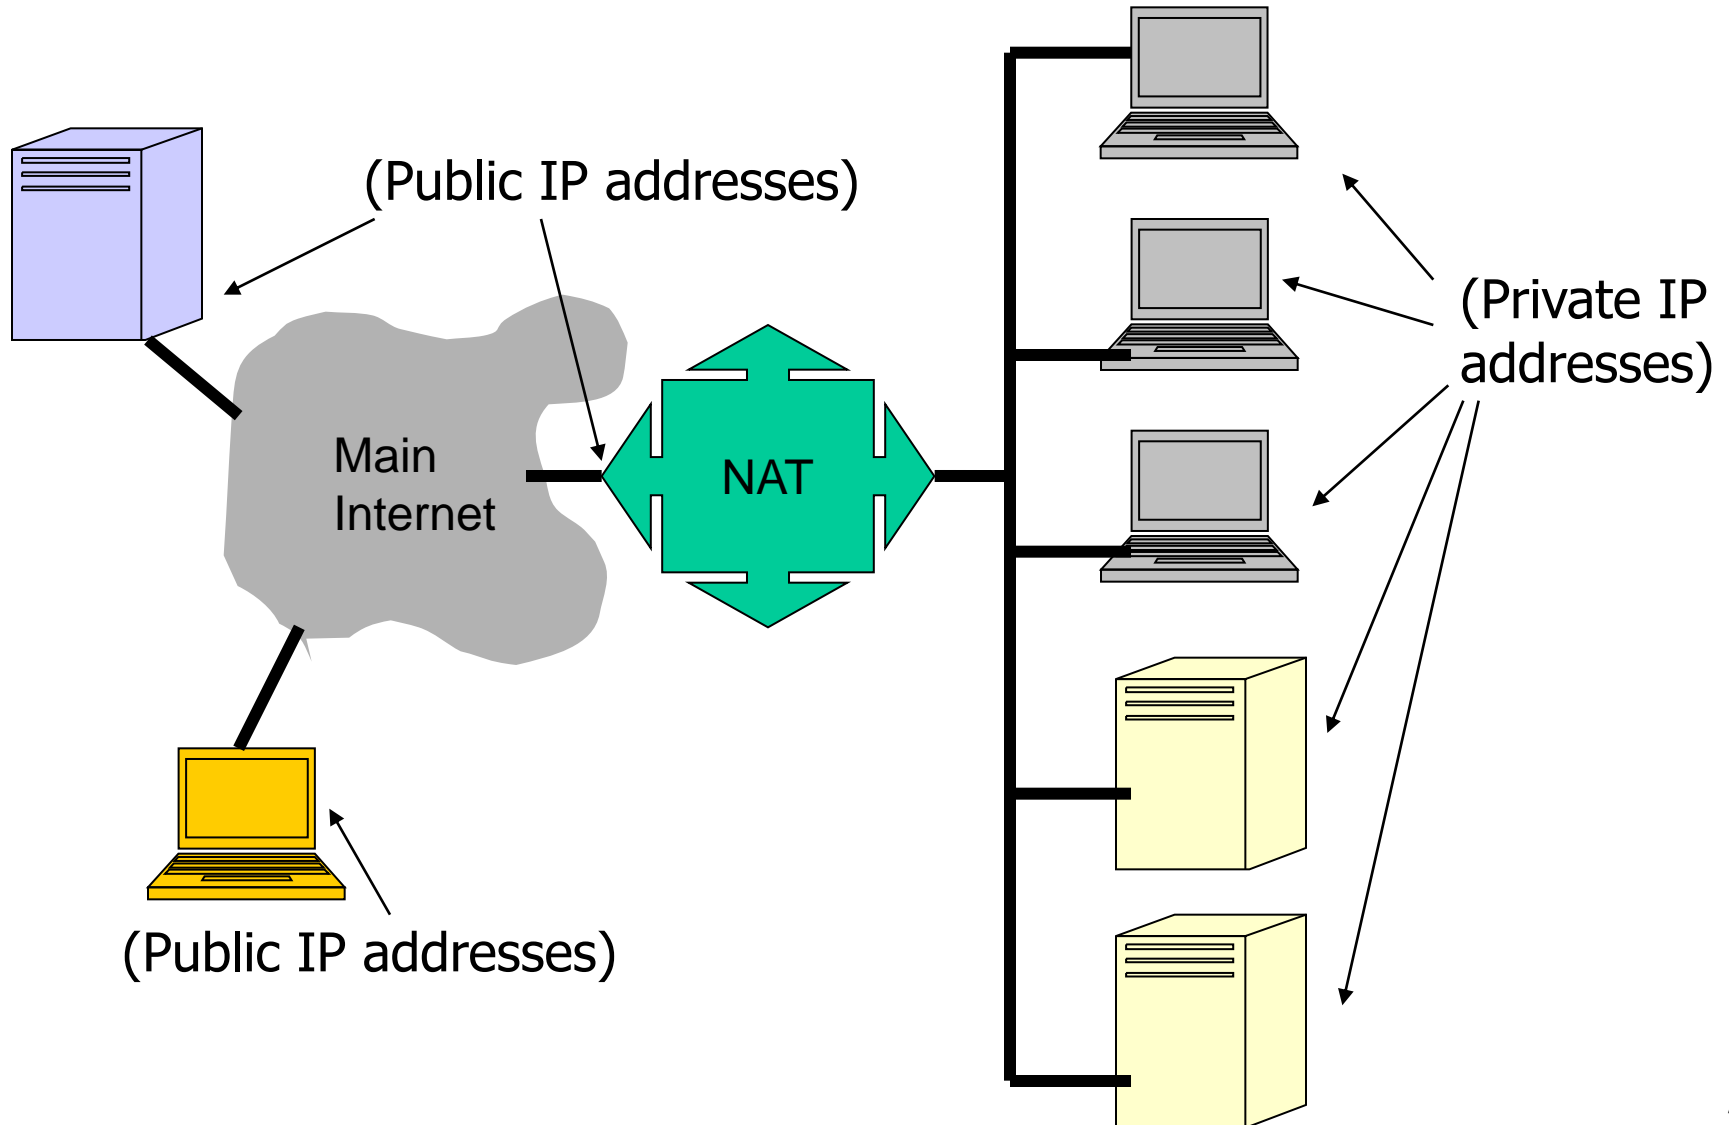 (Public IP addresses)
(Private IP
addresses)
Main
Internet
NAT
(Public IP addresses)